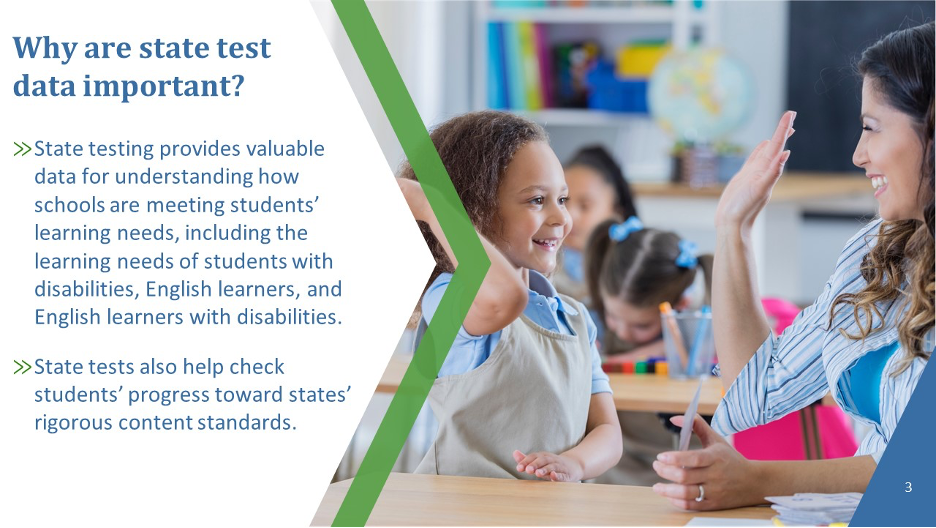 Why are state test
data important?
State testing provides valuable
data for understanding how
schools are meeting students’
learning needs, including the
learning needs of students with
disabilities, English learners, and
English learners with disabilities.
State tests also help check
students’ progress toward states’
rigorous content standards.
3